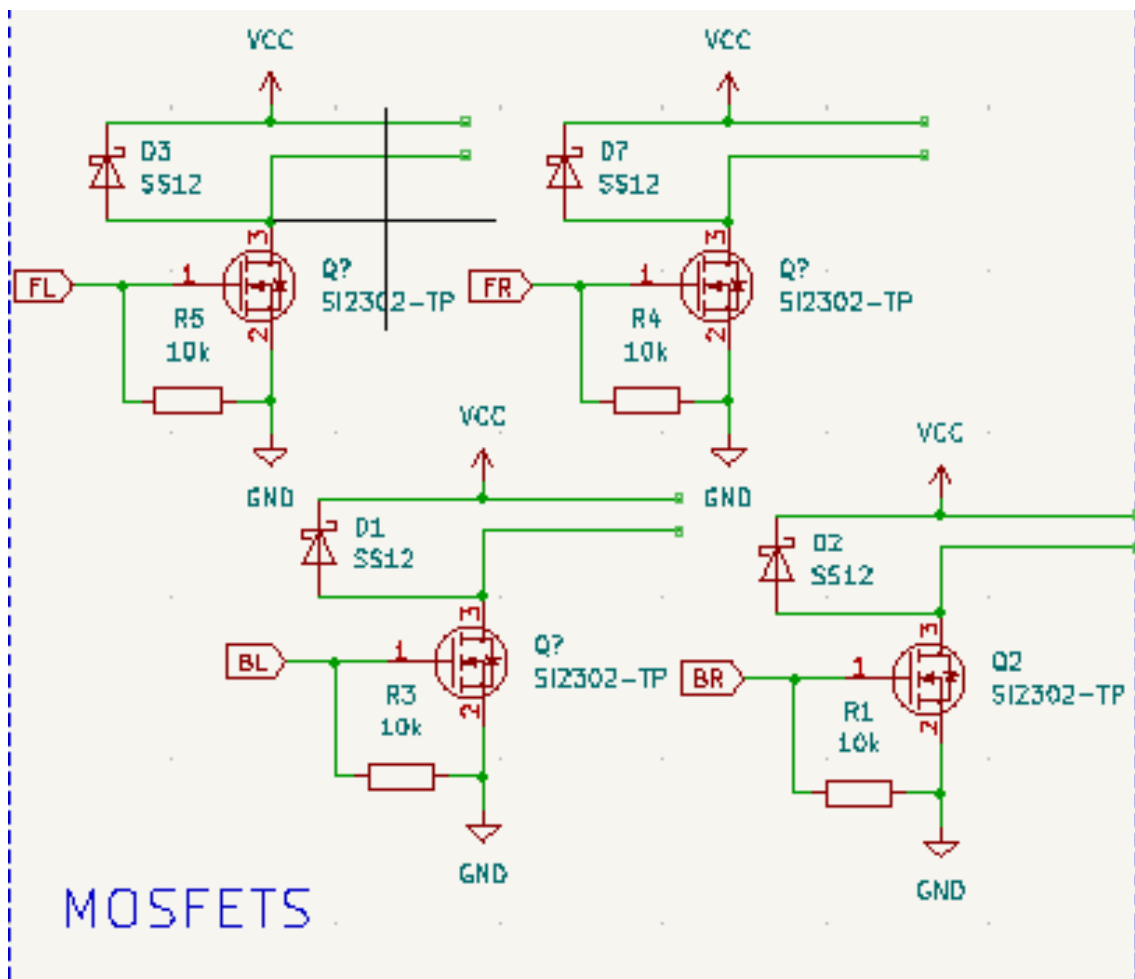 VCC
D3
SS12
3
FL
1
Q?
SI2302-TP
R5
10k
2
GND
VCC
D7
SS12
3
FR
1
Q?
SI2302-TP
R4
10k
2
GND
VCC
D1
SS12
3
BL
1
Q?
SI2302-TP
R3
10k
2
GND
VCC
D2
SS12
3
BR
1
Q2
SI2302-TP
R1
10k
2
GND
MOSFETS